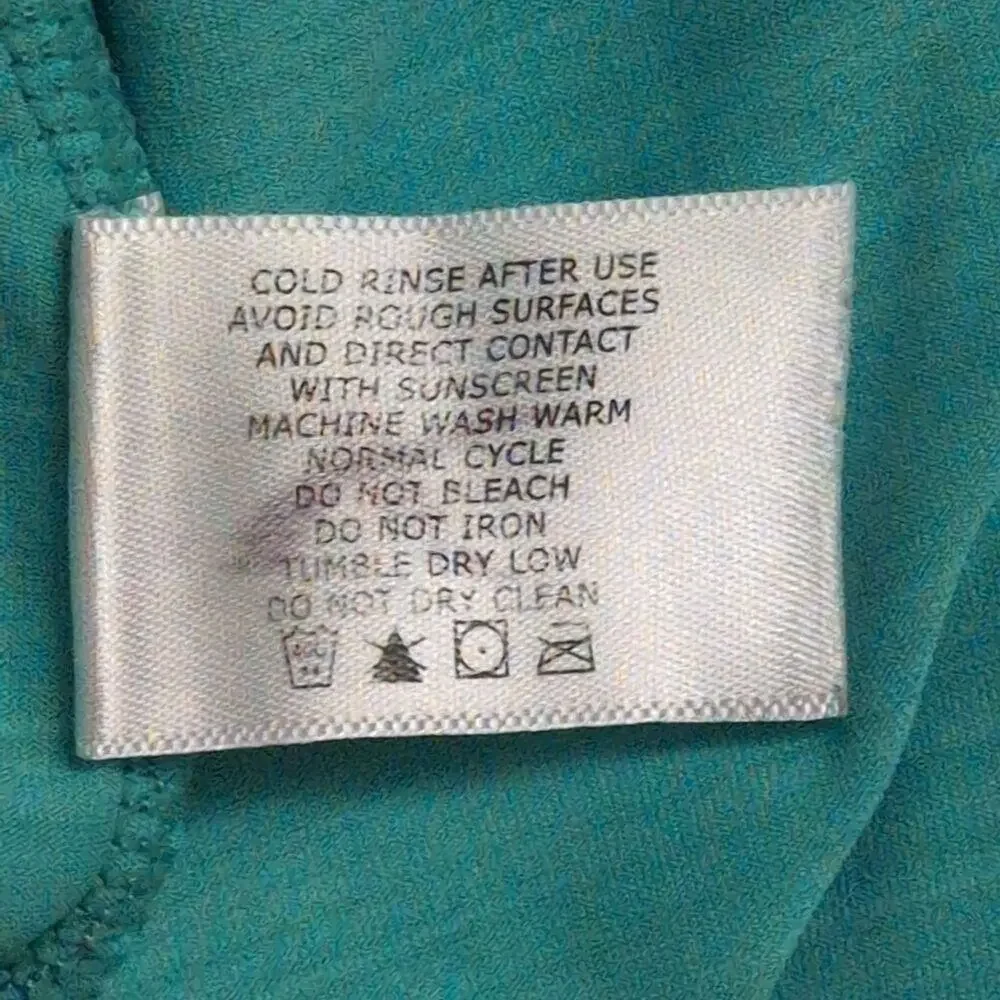 COLD RINSE AFTER USE
AVOID ROUGH SURFACES
AND DIRECT CONTACT
WITH SUNSCREEN
MACHINE WASH WARM
NORMAL CYCLE
DO NOT BLEACH
DO NOT IRON
TUMBLE DRY LOW
DO NOT DRY CLEAN